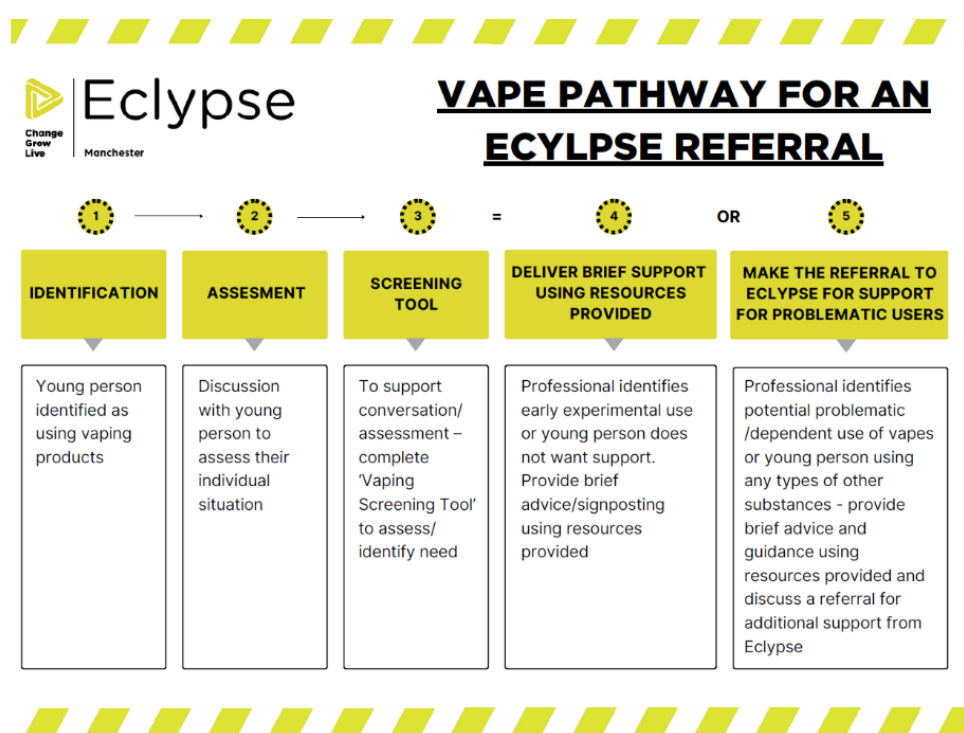 Eclypse
Change
Grow
Live
Manchester
VAPE PATHWAY FOR AN
ECYLPSE REFERRAL
1
2
3
=
4
OR
5
IDENTIFICATION
Young person
identified as
using vaping
products
ASSESMENT
Discussion
with young
person to
assess their
individual
situation
SCREENING
TOOL
To support
conversation/
assessment –
complete
‘Vaping
Screening Tool’
to assess/
identify need
DELIVER BRIEF SUPPORT
USING RESOURCES
PROVIDED
Professional identifies
early experimental use
or young person does
not want support.
Provide brief
advice/signposting
using resources
provided
MAKE THE REFERRAL TO
ECLYPSE FOR SUPPORT
FOR PROBLEMATIC USERS
Professional identifies
potential problematic
/dependent use of vapes
or young person using
any types of other
substances - provide
brief advice and
guidance using
resources provided and
discuss a referral for
additional support from
Eclypse